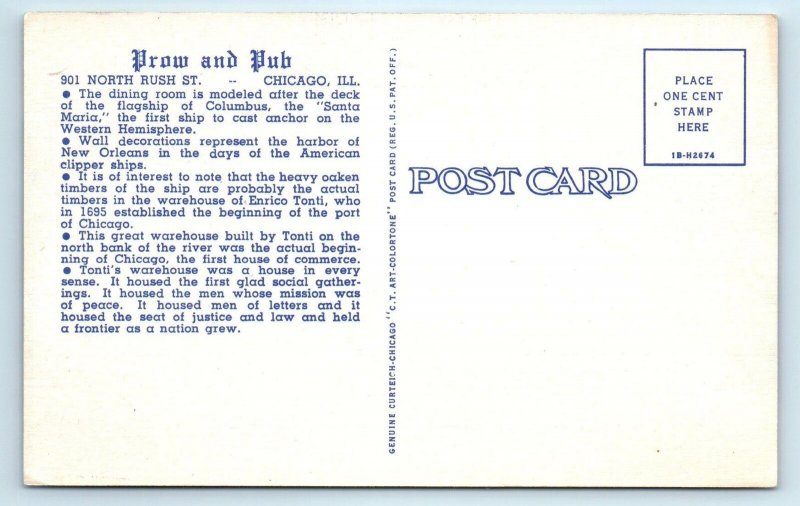 Prow and Pub
901 NORTH RUSH ST. -- CHICAGO, ILL.
● The dining room is modeled after the deck
of the flagship of Columbus, the "Santa
Maria," the first ship to cast anchor on the
Western Hemisphere.
● Wall decorations represent the harbor of
New Orleans in the days of the American
clipper ships.
● It is of interest to note that the heavy oaken
timbers of the ship are probably the actual
timbers in the warehouse of Enrico Tonti, who
in 1695 established the beginning of the port
of Chicago.
● This great warehouse built by Tonti on the
north bank of the river was the actual begin-
ning of Chicago, the first house of commerce.
● Tonti's warehouse was a house in every
sense. It housed the first glad social gather-
ings. It housed the men whose mission was
of peace. It housed men of letters and it
housed the seat of justice and law and held
a frontier as a nation grew.
GENUINE CURTEICH-CHICAGO "C.T. ART-COLORTONE" POST CARD (REG. U.S. PAT. OFF.)
POST CARD
PLACE
ONE CENT
STAMP
HERE
1B-H2674